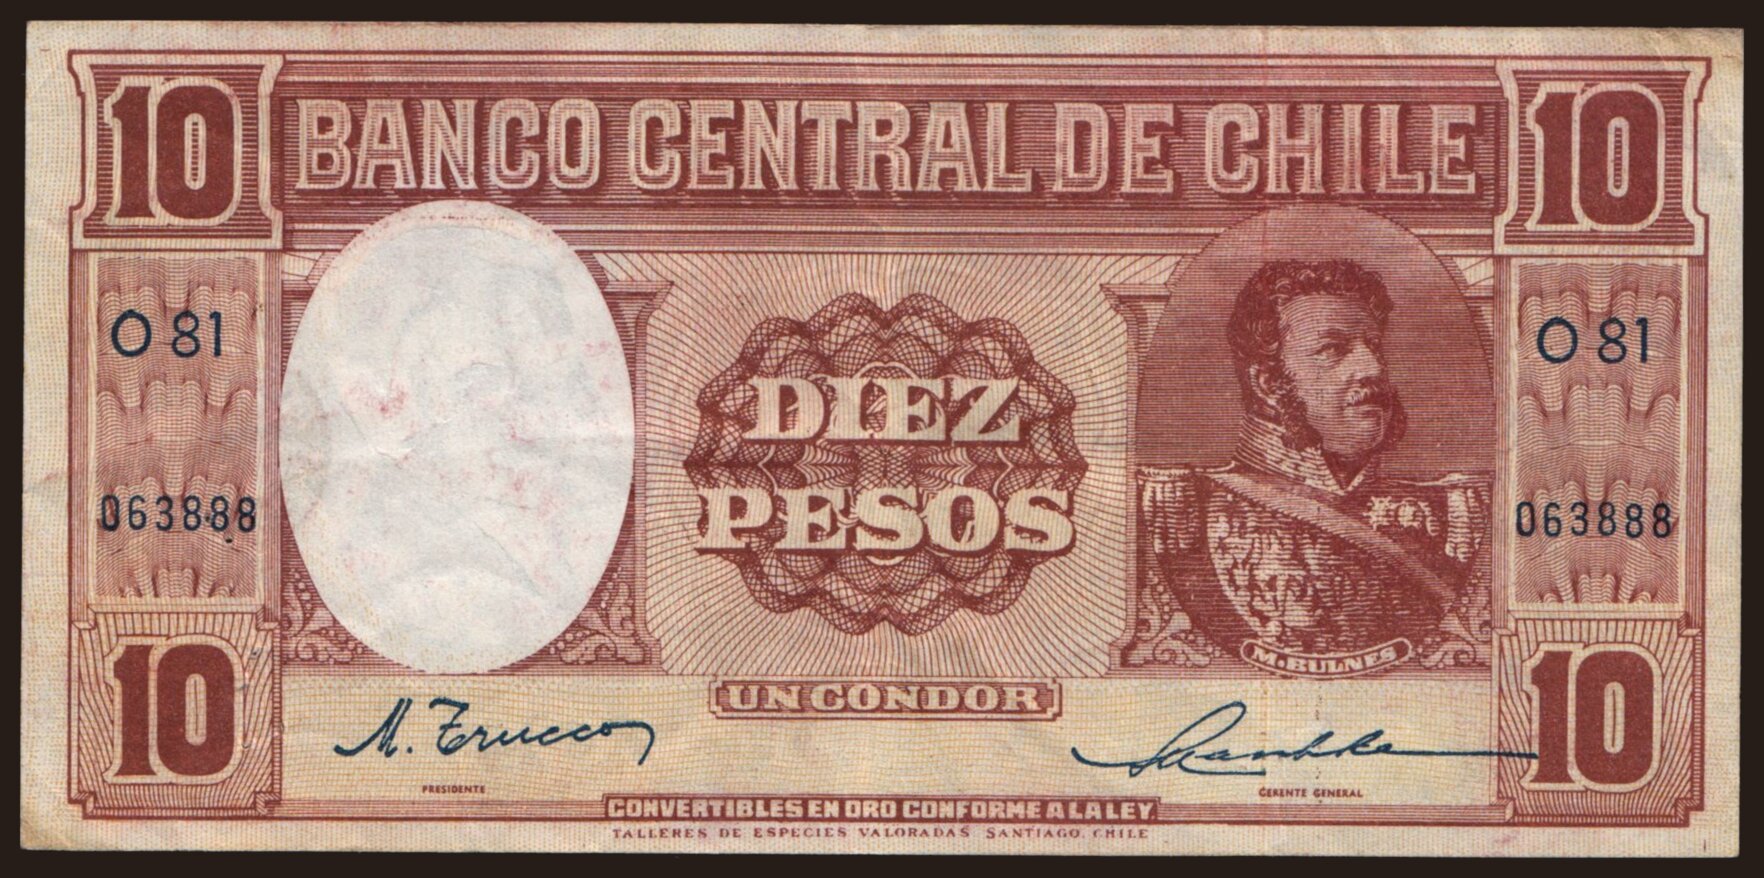 10 BANCO CENTRAL DE CHILE 10
O 81 O 81
DIEZ
PESOS
063888 063888
M. BULNES
10 UN CONDOR 10
M. Trucco
PRESIDENTE GERENTE GENERAL
CONVERTIBLES EN ORO CONFORME A LA LEY.
TALLERES DE ESPECIES VALORADAS SANTIAGO. CHILE